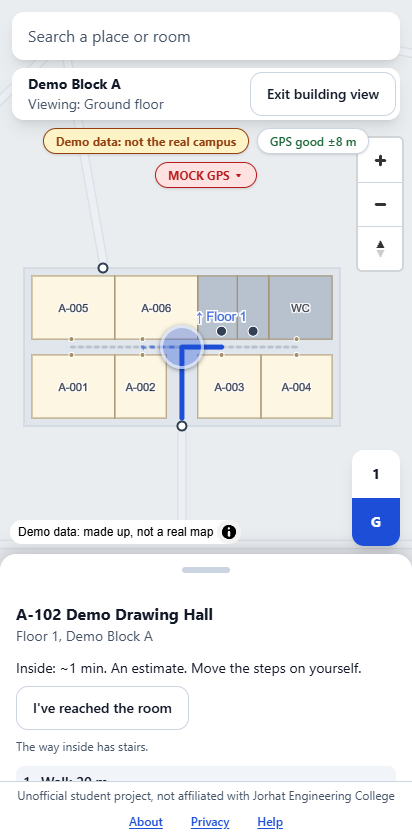 Search a place or room
Demo Block A
Viewing: Ground floor
Exit building view
Demo data: not the real campus
GPS good ±8 m
MOCK GPS
A-005
A-006
WC
↑ Floor 1
A-001
A-002
A-003
A-004
1
G
Demo data: made up, not a real map
A-102 Demo Drawing Hall
Floor 1, Demo Block A
Inside: ~1 min. An estimate. Move the steps on yourself.
I've reached the room
The way inside has stairs.
Unofficial student project, not affiliated with Jorhat Engineering College
About Privacy Help